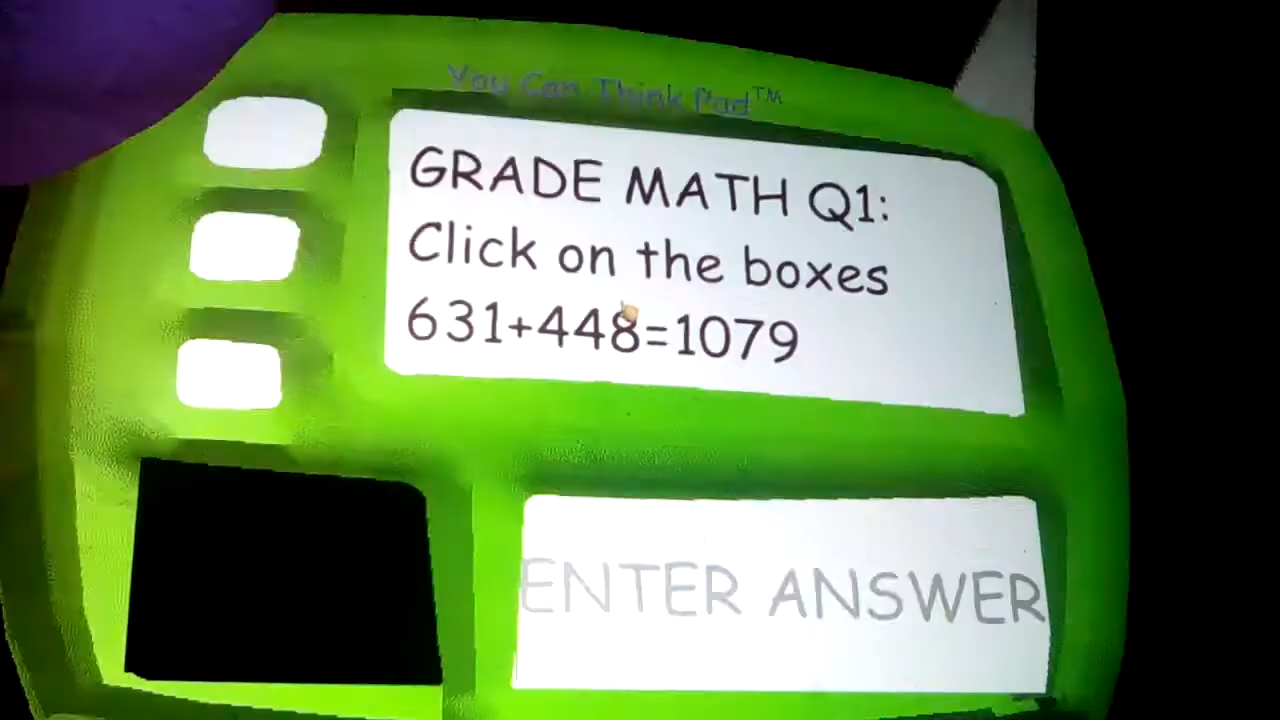 You Can Think Pad™
GRADE MATH Q1:
Click on the boxes
631+448=1079
ENTER ANSWER